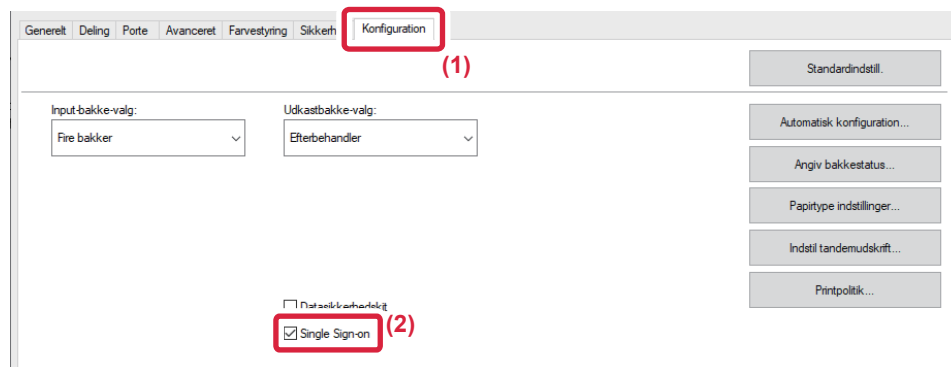 Generelt Deling Porte Avanceret Farvestyring Sikkerh Konfiguration
(1)
Standardindstill.
Input-bakke-valg: Udkastbakke-valg:
Fire bakker Efterbehandler
Automatisk konfiguration...
Angiv bakkestatus...
Papirtype indstillinger...
Indstil tandemudskrift...
Printpolitik...
Datasikkerhedskit
Single Sign-on (2)